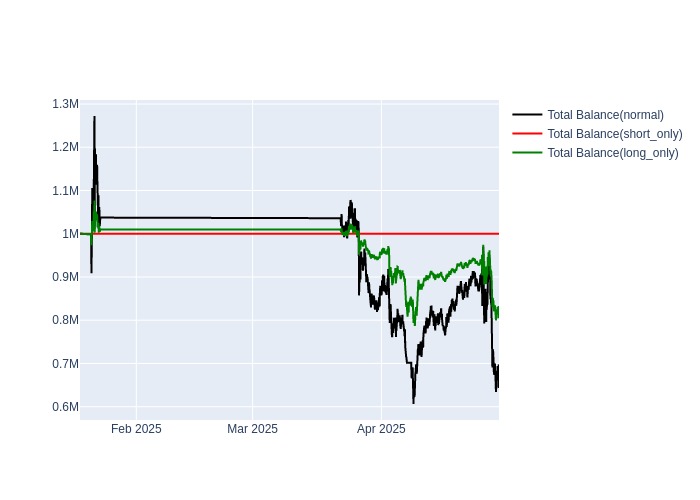 1.3M
1.2M
1.1M
1M
0.9M
0.8M
0.7M
0.6M
Feb 2025
Mar 2025
Apr 2025
Total Balance(normal)
Total Balance(short_only)
Total Balance(long_only)